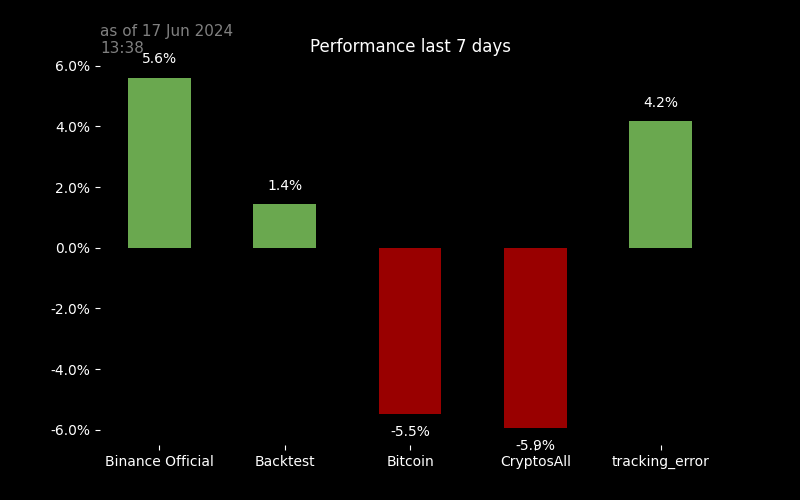 as of 17 Jun 2024
13:38
Performance last 7 days
6.0%
4.0%
2.0%
0.0%
-2.0%
-4.0%
-6.0%
5.6%
1.4%
-5.5%
-5.9%
4.2%
Binance Official
Backtest
Bitcoin
CryptosAll
tracking_error